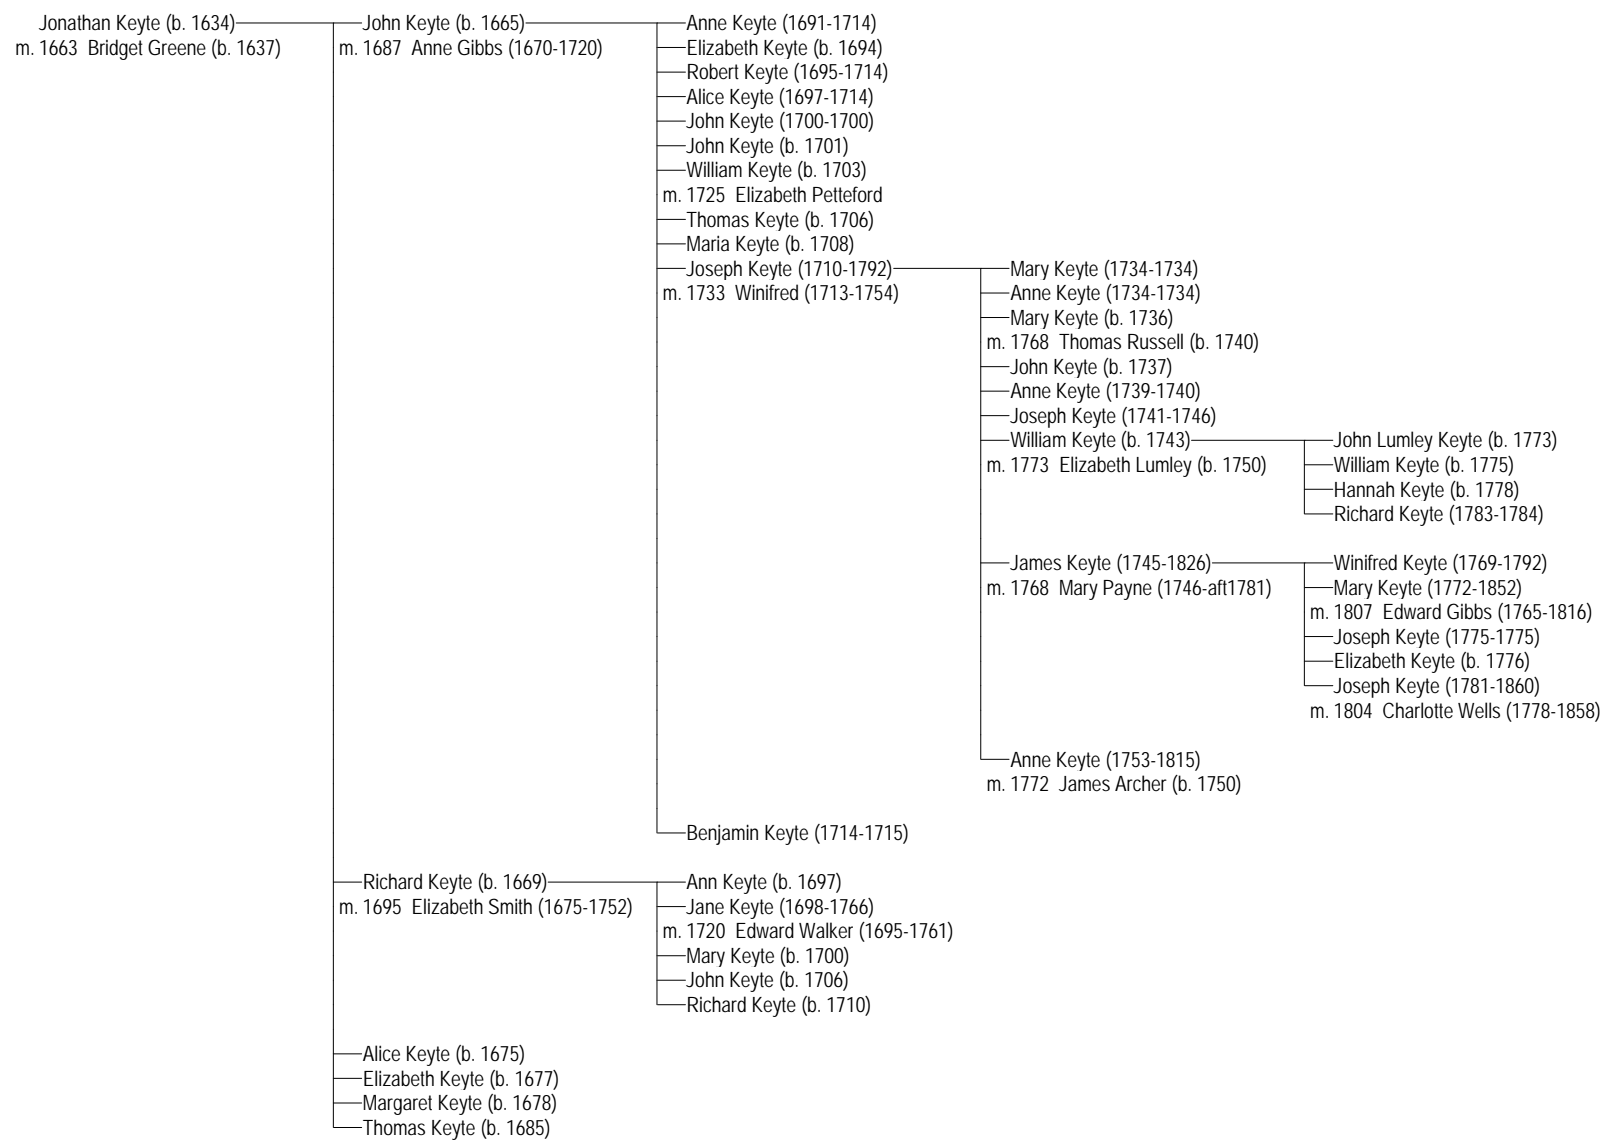 Jonathan Keyte (b. 1634)
m. 1663 Bridget Greene (b. 1637)
John Keyte (b. 1665)
m. 1687 Anne Gibbs (1670-1720)
Anne Keyte (1691-1714)
Elizabeth Keyte (b. 1694)
Robert Keyte (1695-1714)
Alice Keyte (1697-1714)
John Keyte (1700-1700)
John Keyte (b. 1701)
William Keyte (b. 1703)
m. 1725 Elizabeth Petteford
Thomas Keyte (b. 1706)
Maria Keyte (b. 1708)
Joseph Keyte (1710-1792)
m. 1733 Winifred (1713-1754)
Mary Keyte (1734-1734)
Anne Keyte (1734-1734)
Mary Keyte (b. 1736)
m. 1768 Thomas Russell (b. 1740)
John Keyte (b. 1737)
Anne Keyte (1739-1740)
Joseph Keyte (1741-1746)
William Keyte (b. 1743)
m. 1773 Elizabeth Lumley (b. 1750)
John Lumley Keyte (b. 1773)
William Keyte (b. 1775)
Hannah Keyte (b. 1778)
Richard Keyte (1783-1784)
James Keyte (1745-1826)
m. 1768 Mary Payne (1746-aft1781)
Winifred Keyte (1769-1792)
Mary Keyte (1772-1852)
m. 1807 Edward Gibbs (1765-1816)
Joseph Keyte (1775-1775)
Elizabeth Keyte (b. 1776)
Joseph Keyte (1781-1860)
m. 1804 Charlotte Wells (1778-1858)
Anne Keyte (1753-1815)
m. 1772 James Archer (b. 1750)
Benjamin Keyte (1714-1715)
Richard Keyte (b. 1669)
m. 1695 Elizabeth Smith (1675-1752)
Ann Keyte (b. 1697)
Jane Keyte (1698-1766)
m. 1720 Edward Walker (1695-1761)
Mary Keyte (b. 1700)
John Keyte (b. 1706)
Richard Keyte (b. 1710)
Alice Keyte (b. 1675)
Elizabeth Keyte (b. 1677)
Margaret Keyte (b. 1678)
Thomas Keyte (b. 1685)